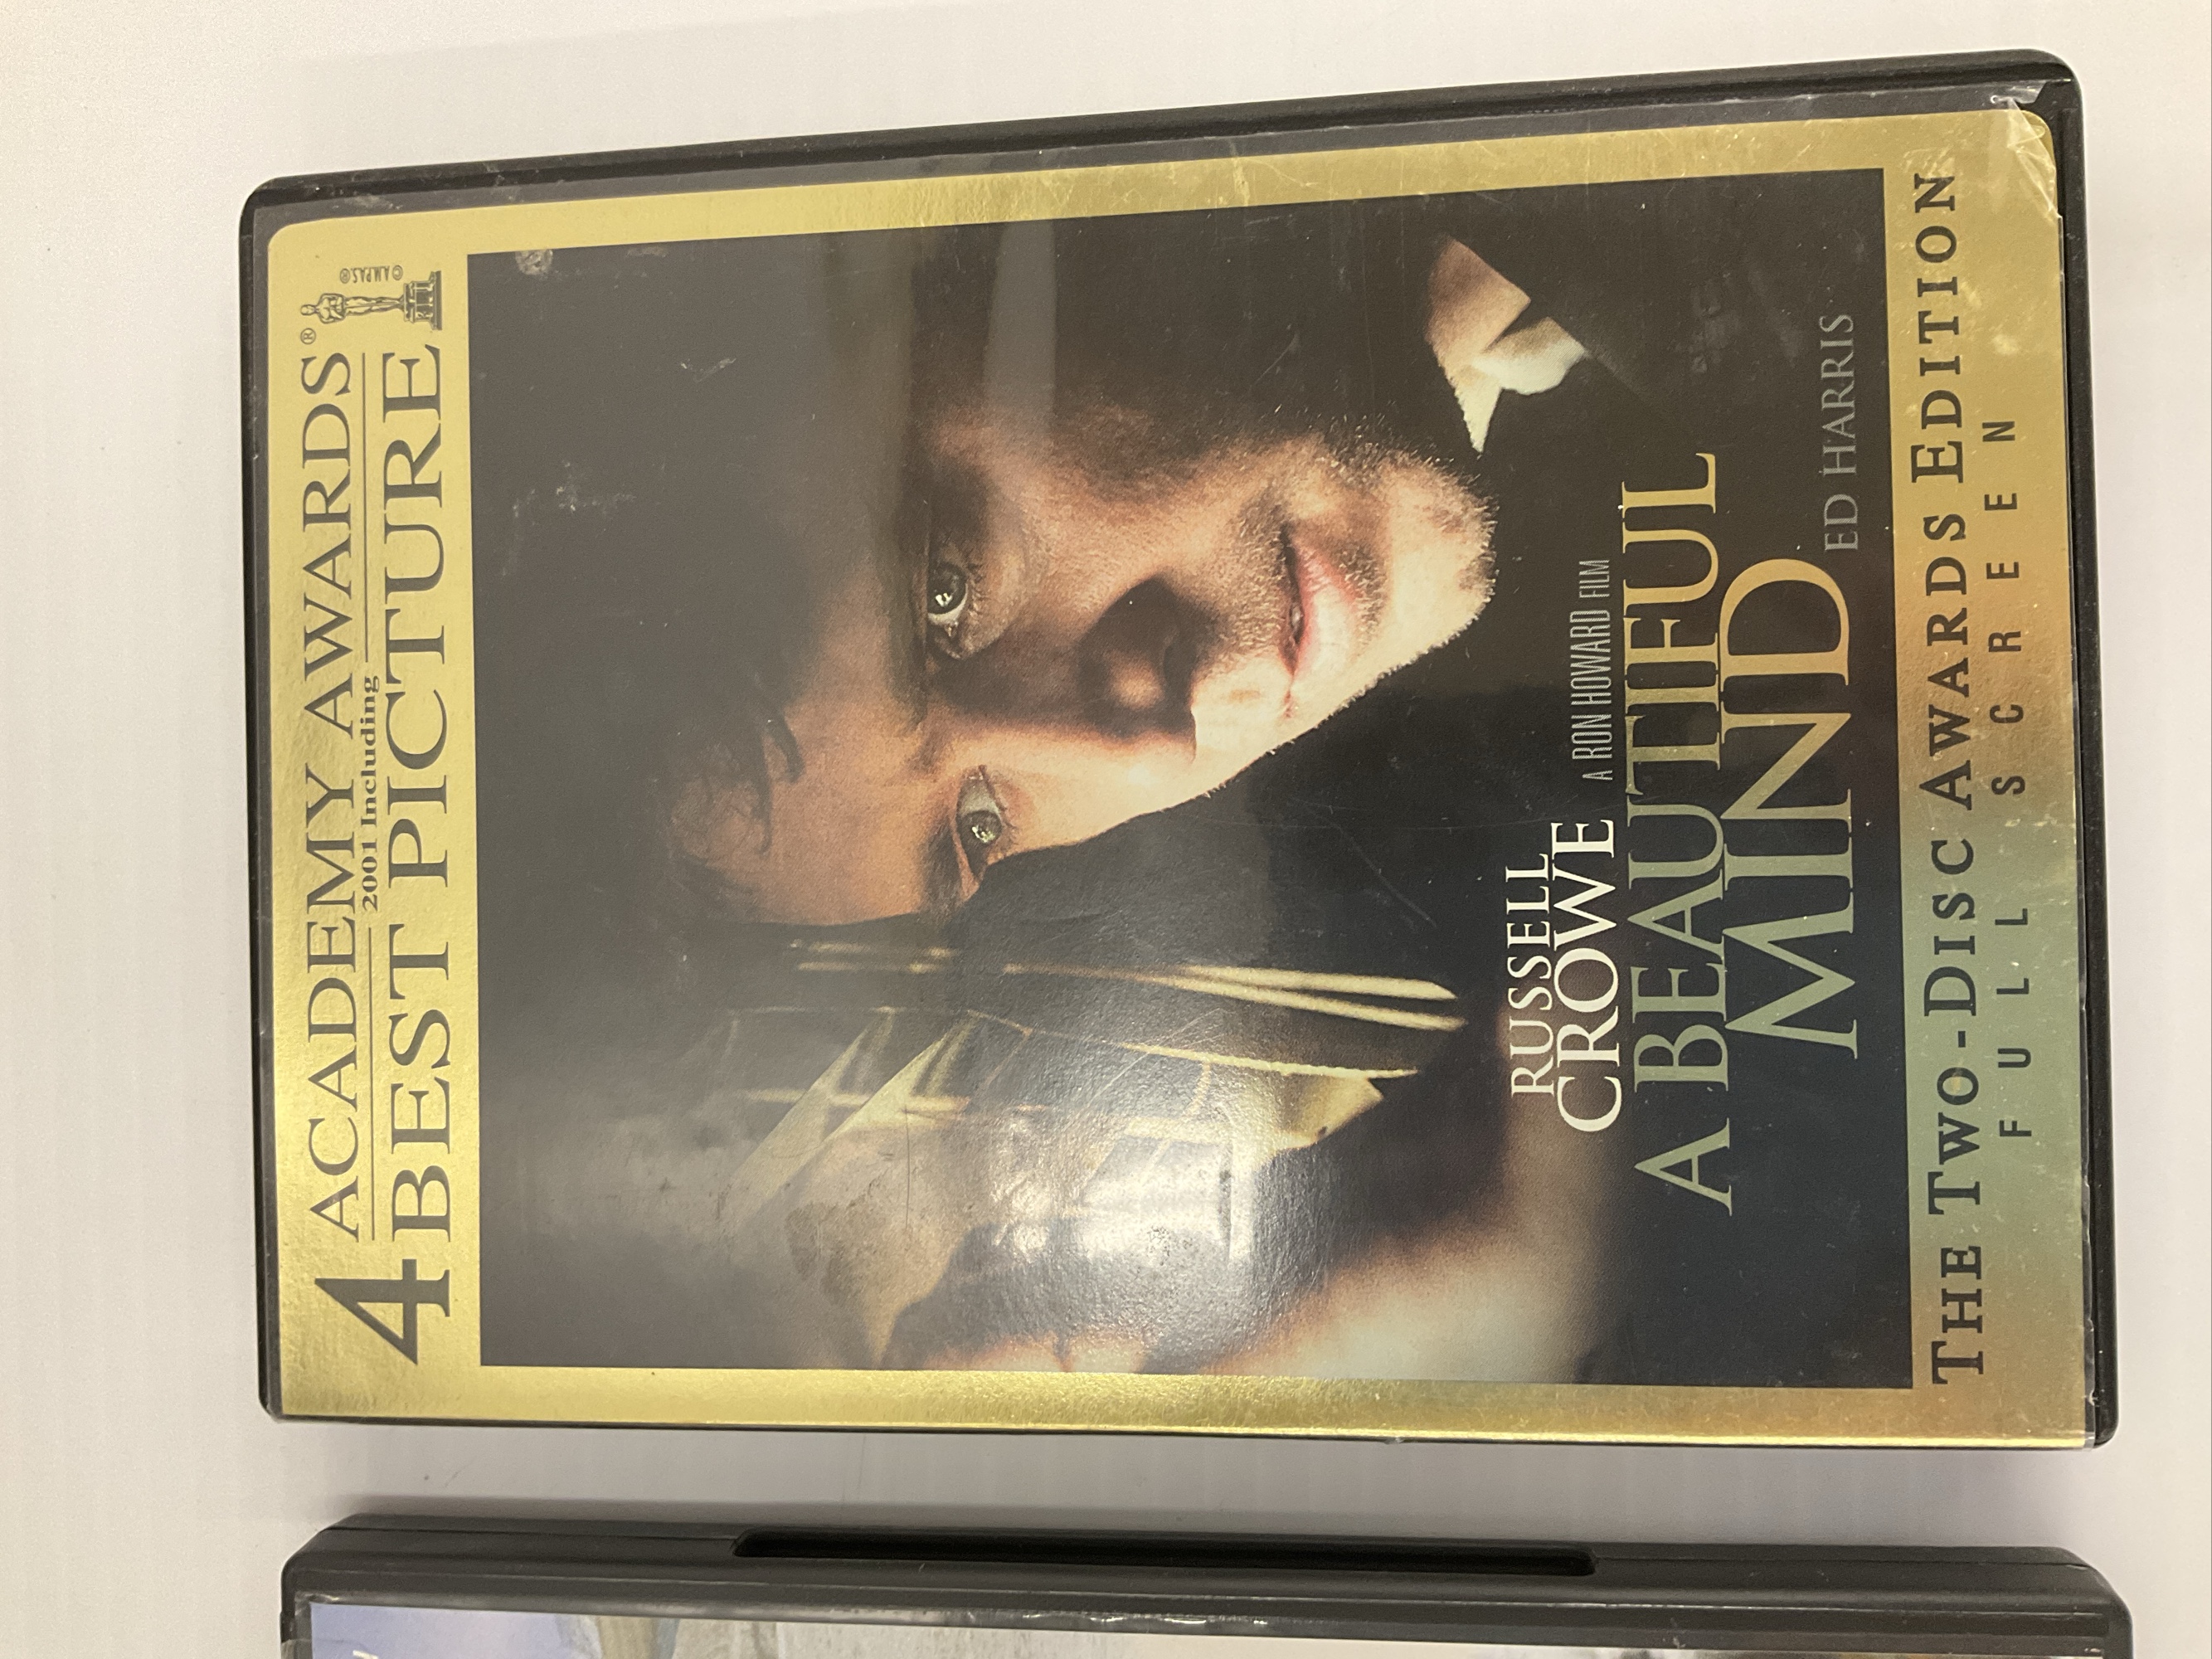 4 ACADEMY AWARDS®
2001 Including
BEST PICTURE
© A.M.P.A.S.®
RUSSELL
CROWE
A RON HOWARD FILM
A BEAUTIFUL
MIND
ED HARRIS
THE TWO-DISC AWARDS EDITION
FULL SCREEN